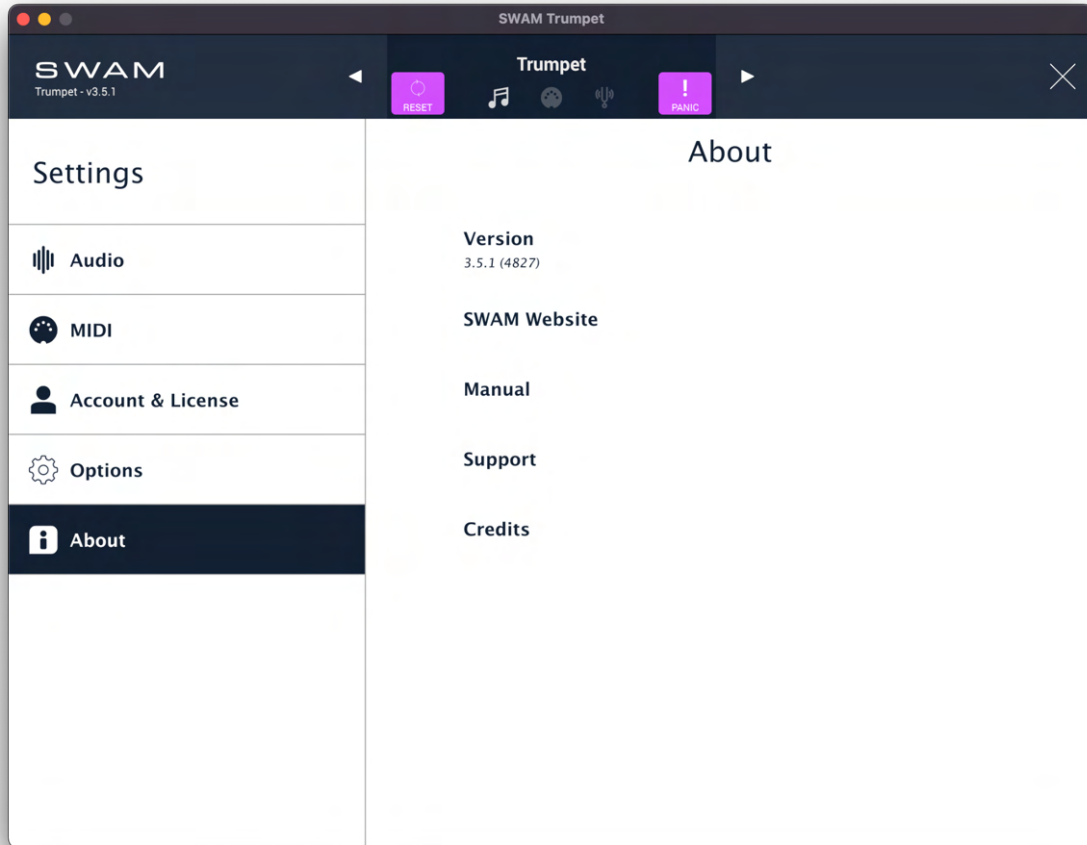 SWAM Trumpet
SWAM
Trumpet - v3.5.1
Trumpet
RESET
!
PANIC
Settings
Audio
MIDI
Account & License
Options
About
About
Version
3.5.1 (4827)
SWAM Website
Manual
Support
Credits